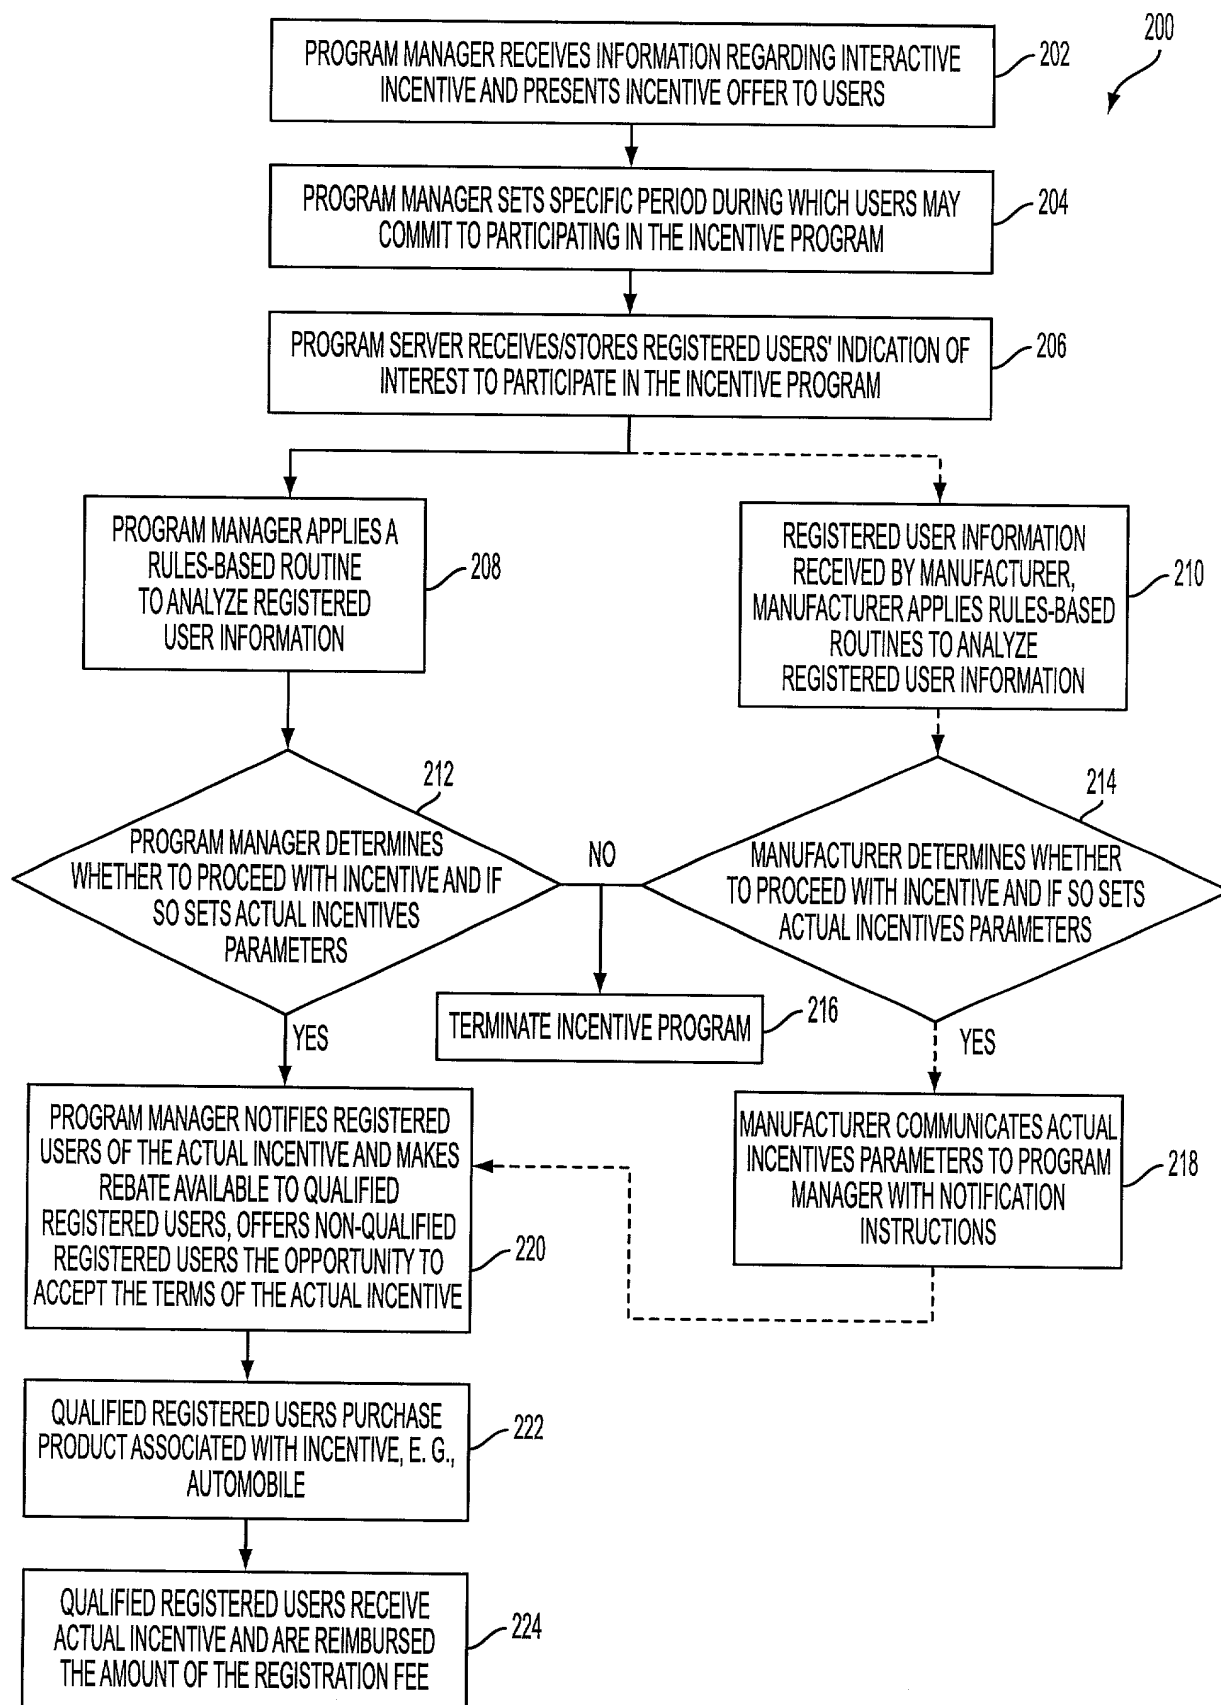 200
PROGRAM MANAGER RECEIVES INFORMATION REGARDING INTERACTIVE
INCENTIVE AND PRESENTS INCENTIVE OFFER TO USERS
202
PROGRAM MANAGER SETS SPECIFIC PERIOD DURING WHICH USERS MAY
COMMIT TO PARTICIPATING IN THE INCENTIVE PROGRAM
204
PROGRAM SERVER RECEIVES/STORES REGISTERED USERS' INDICATION OF
INTEREST TO PARTICIPATE IN THE INCENTIVE PROGRAM
206
PROGRAM MANAGER APPLIES A
RULES-BASED ROUTINE
TO ANALYZE REGISTERED
USER INFORMATION
208
REGISTERED USER INFORMATION
RECEIVED BY MANUFACTURER,
MANUFACTURER APPLIES RULES-BASED
ROUTINES TO ANALYZE
REGISTERED USER INFORMATION
210
212
PROGRAM MANAGER DETERMINES
WHETHER TO PROCEED WITH INCENTIVE AND IF
SO SETS ACTUAL INCENTIVES
PARAMETERS
NO
214
MANUFACTURER DETERMINES WHETHER
TO PROCEED WITH INCENTIVE AND IF SO SETS
ACTUAL INCENTIVES PARAMETERS
TERMINATE INCENTIVE PROGRAM
216
YES
YES
PROGRAM MANAGER NOTIFIES REGISTERED
USERS OF THE ACTUAL INCENTIVE AND MAKES
REBATE AVAILABLE TO QUALIFIED
REGISTERED USERS, OFFERS NON-QUALIFIED
REGISTERED USERS THE OPPORTUNITY TO
ACCEPT THE TERMS OF THE ACTUAL INCENTIVE
220
MANUFACTURER COMMUNICATES ACTUAL
INCENTIVES PARAMETERS TO PROGRAM
MANAGER WITH NOTIFICATION
INSTRUCTIONS
218
QUALIFIED REGISTERED USERS PURCHASE
PRODUCT ASSOCIATED WITH INCENTIVE, E. G.,
AUTOMOBILE
222
QUALIFIED REGISTERED USERS RECEIVE
ACTUAL INCENTIVE AND ARE REIMBURSED
THE AMOUNT OF THE REGISTRATION FEE
224